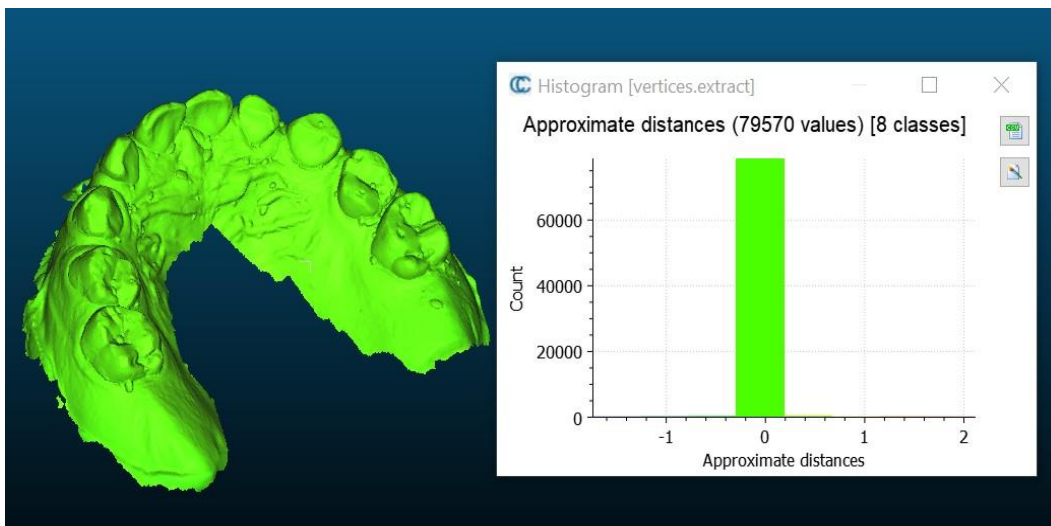 Histogram [vertices.extract]
Approximate distances (79570 values) [8 classes]
CSV
60000
40000
20000
0
Count
-1 0 1 2
Approximate distances